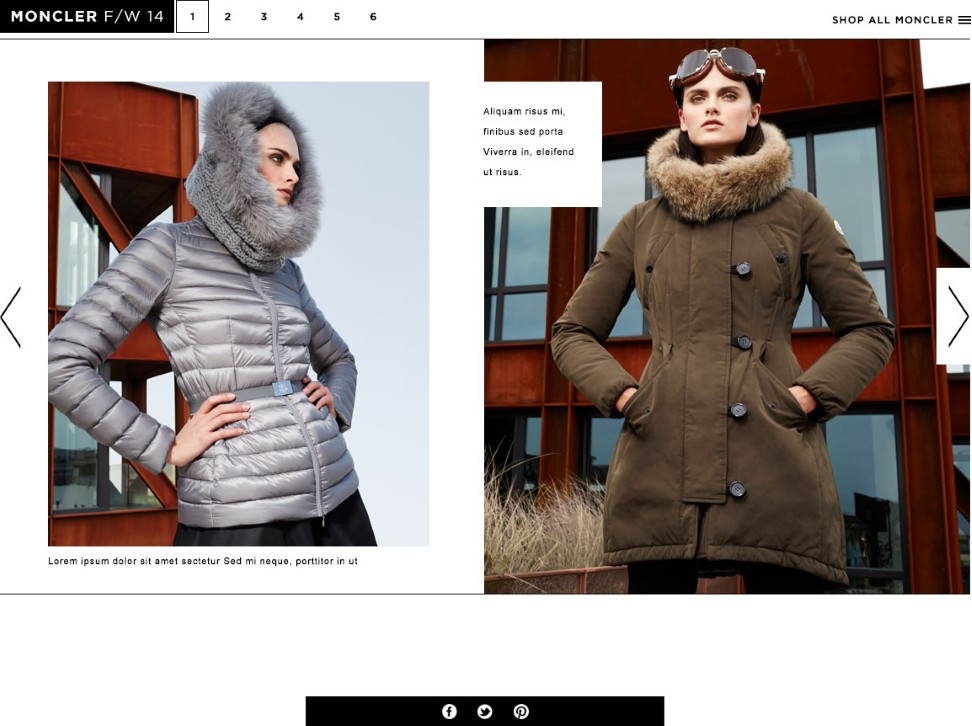 MONCLER F/W 14 1 2 3 4 5 6 SHOP ALL MONCLER
Aliquam risus mi,
finibus sed porta
Viverra in, eleifend
ut risus.
Lorem ipsum dolor sit amet sectetur Sed mi neque, porttitor in ut